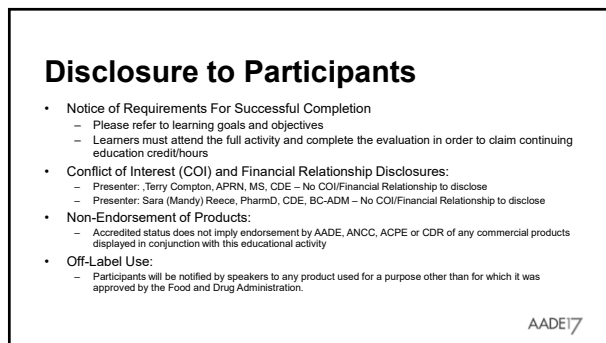 Disclosure to Participants
• Notice of Requirements For Successful Completion
– Please refer to learning goals and objectives
– Learners must attend the full activity and complete the evaluation in order to claim continuing
education credit/hours
• Conflict of Interest (COI) and Financial Relationship Disclosures:
– Presenter: ,Terry Compton, APRN, MS, CDE – No COI/Financial Relationship to disclose
– Presenter: Sara (Mandy) Reece, PharmD, CDE, BC-ADM – No COI/Financial Relationship to disclose
• Non-Endorsement of Products:
– Accredited status does not imply endorsement by AADE, ANCC, ACPE or CDR of any commercial products
displayed in conjunction with this educational activity
• Off-Label Use:
– Participants will be notified by speakers to any product used for a purpose other than for which it was
approved by the Food and Drug Administration.
AADE17